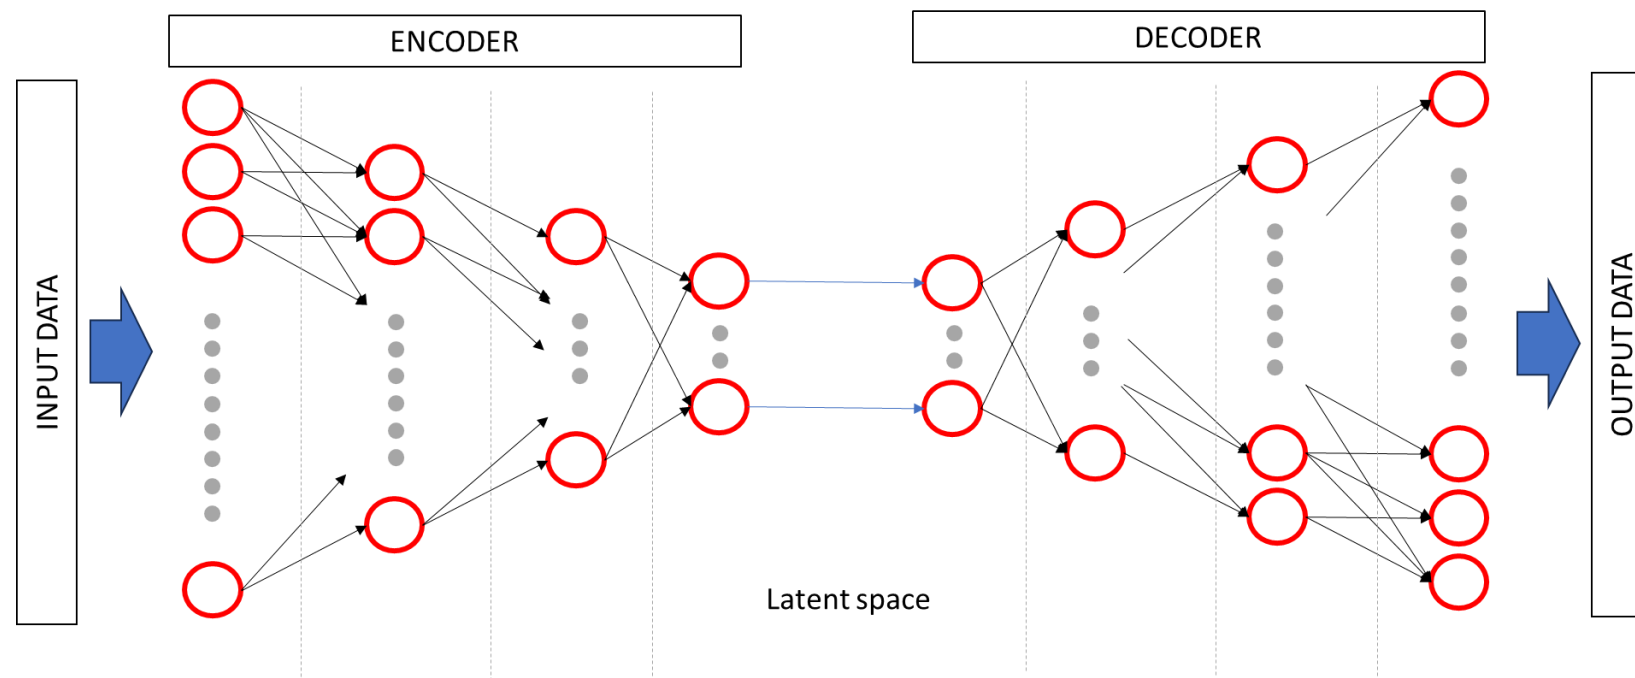 ENCODER
DECODER
INPUT DATA
OUTPUT DATA
Latent space